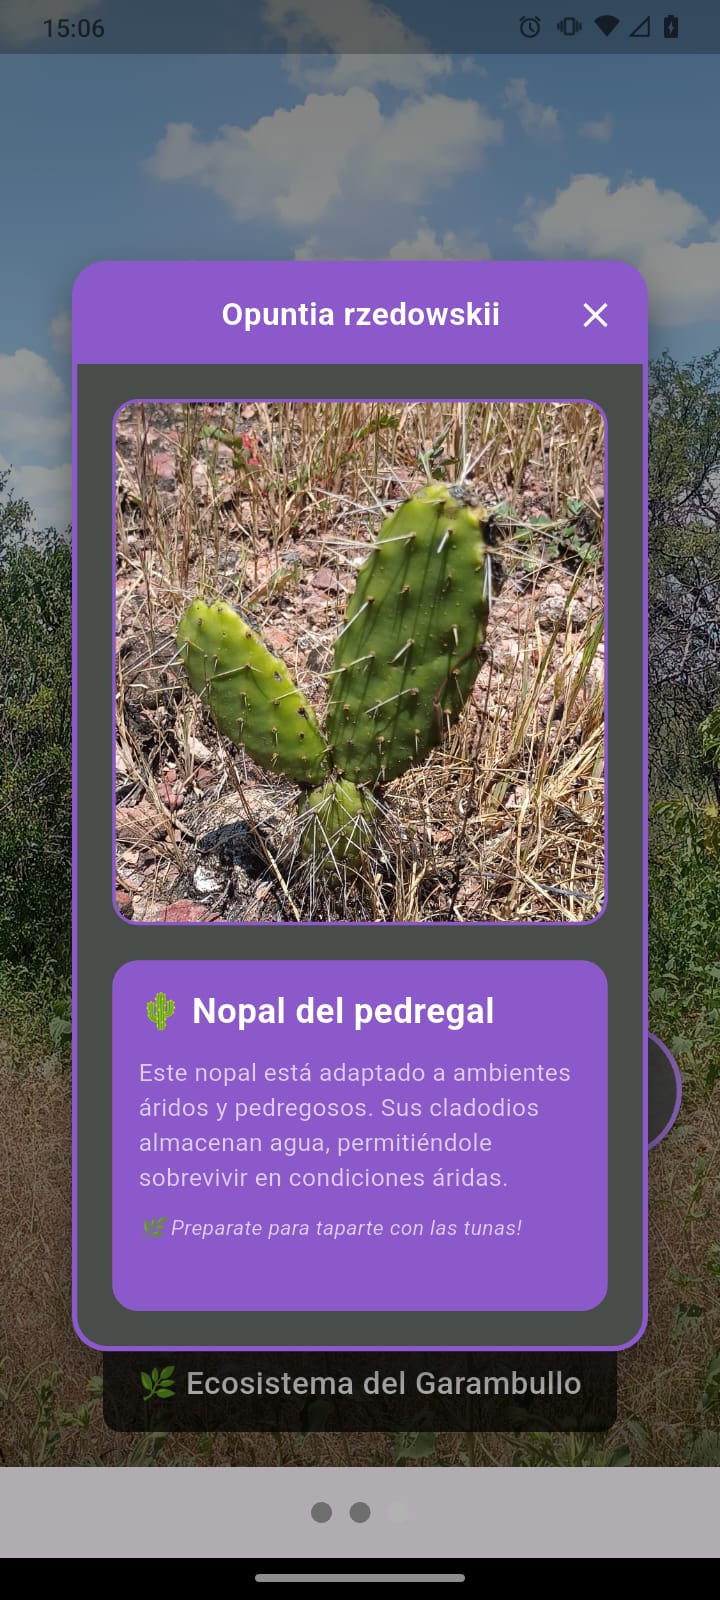 15:06
Opuntia rzedowskii
🌵 Nopal del pedregal
Este nopal está adaptado a ambientes
áridos y pedregosos. Sus cladodios
almacenan agua, permitiéndole
sobrevivir en condiciones áridas.
🌿 Preparate para taparte con las tunas!
🌿 Ecosistema del Garambullo